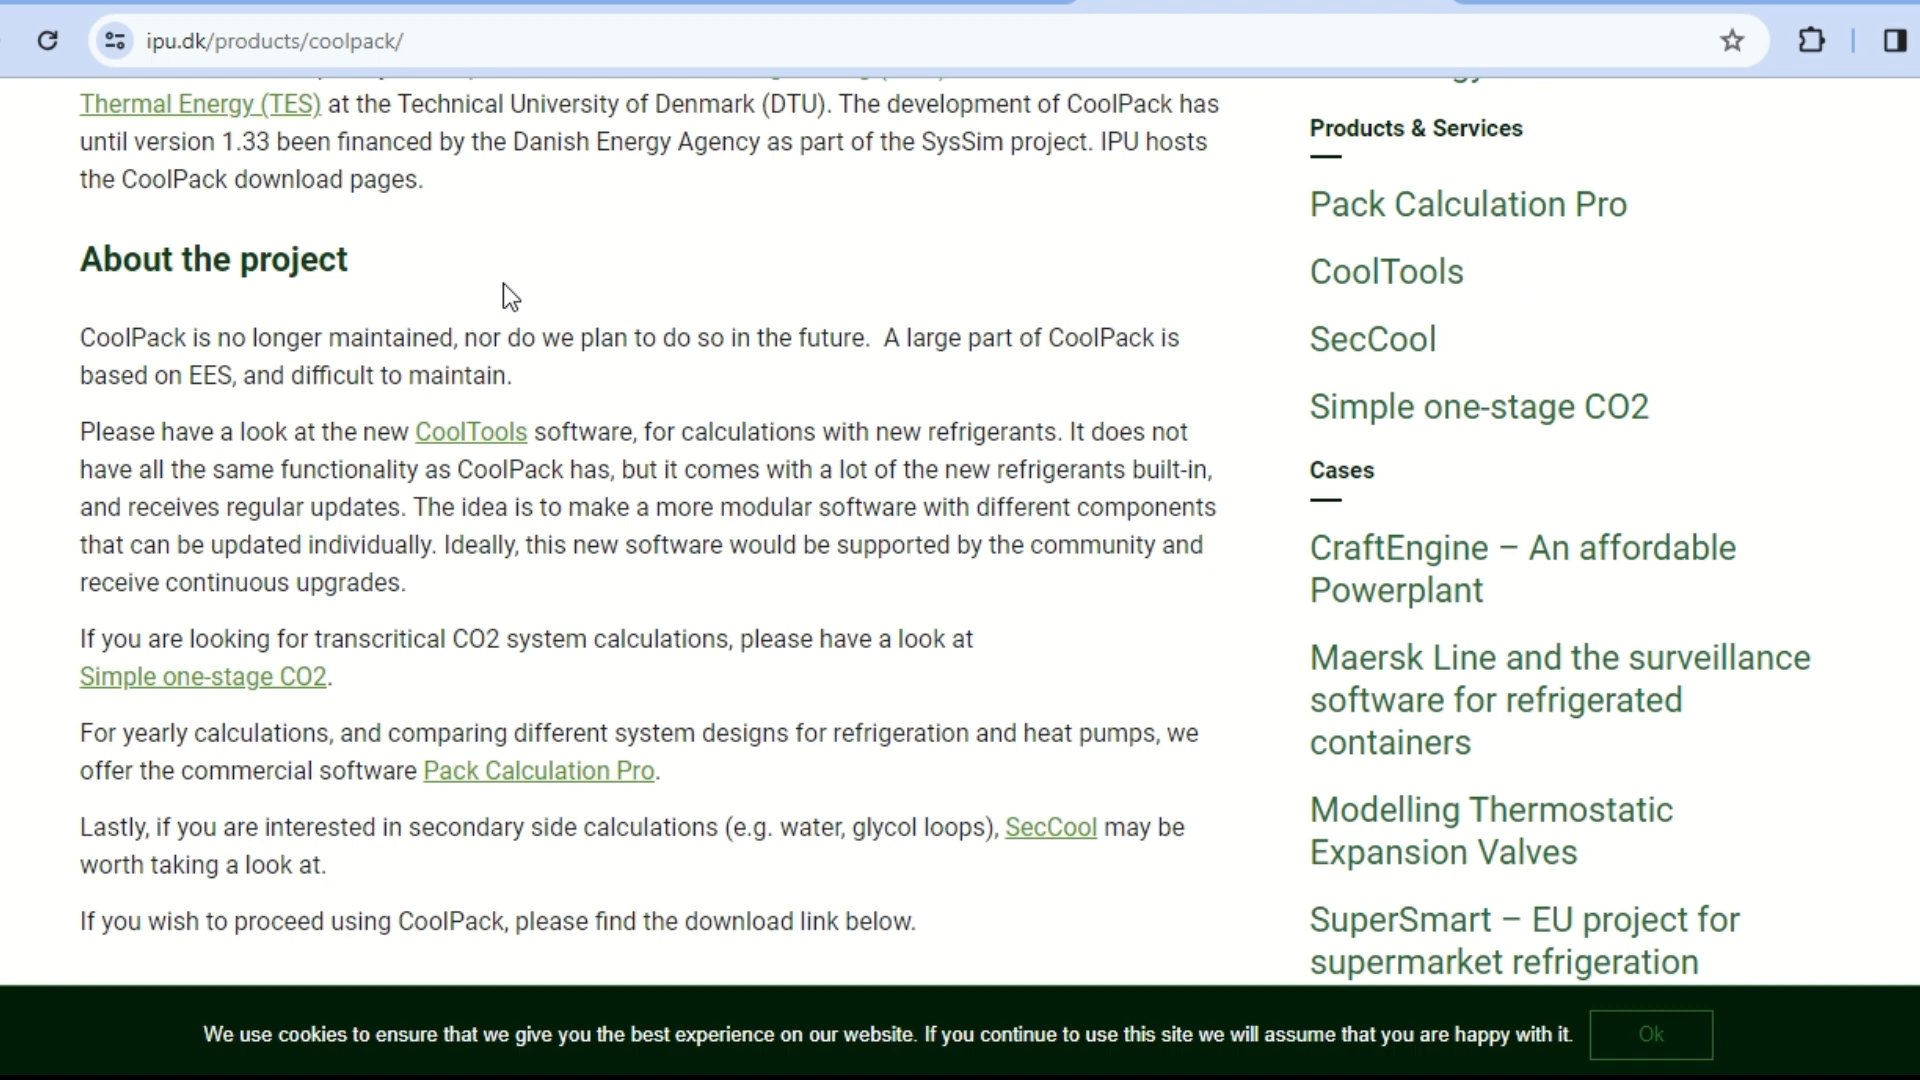 ipu.dk/products/coolpack/
Thermal Energy (TES) at the Technical University of Denmark (DTU). The development of CoolPack has
until version 1.33 been financed by the Danish Energy Agency as part of the SysSim project. IPU hosts
the CoolPack download pages.
About the project
CoolPack is no longer maintained, nor do we plan to do so in the future.  A large part of CoolPack is
based on EES, and difficult to maintain.
Please have a look at the new CoolTools software, for calculations with new refrigerants. It does not
have all the same functionality as CoolPack has, but it comes with a lot of the new refrigerants built-in,
and receives regular updates. The idea is to make a more modular software with different components
that can be updated individually. Ideally, this new software would be supported by the community and
receive continuous upgrades.
If you are looking for transcritical CO2 system calculations, please have a look at
Simple one-stage CO2.
For yearly calculations, and comparing different system designs for refrigeration and heat pumps, we
offer the commercial software Pack Calculation Pro.
Lastly, if you are interested in secondary side calculations (e.g. water, glycol loops), SecCool may be
worth taking a look at.
If you wish to proceed using CoolPack, please find the download link below.
Products & Services
Pack Calculation Pro
CoolTools
SecCool
Simple one-stage CO2
Cases
CraftEngine – An affordable
Powerplant
Maersk Line and the surveillance
software for refrigerated
containers
Modelling Thermostatic
Expansion Valves
SuperSmart – EU project for
supermarket refrigeration
We use cookies to ensure that we give you the best experience on our website. If you continue to use this site we will assume that you are happy with it.
Ok